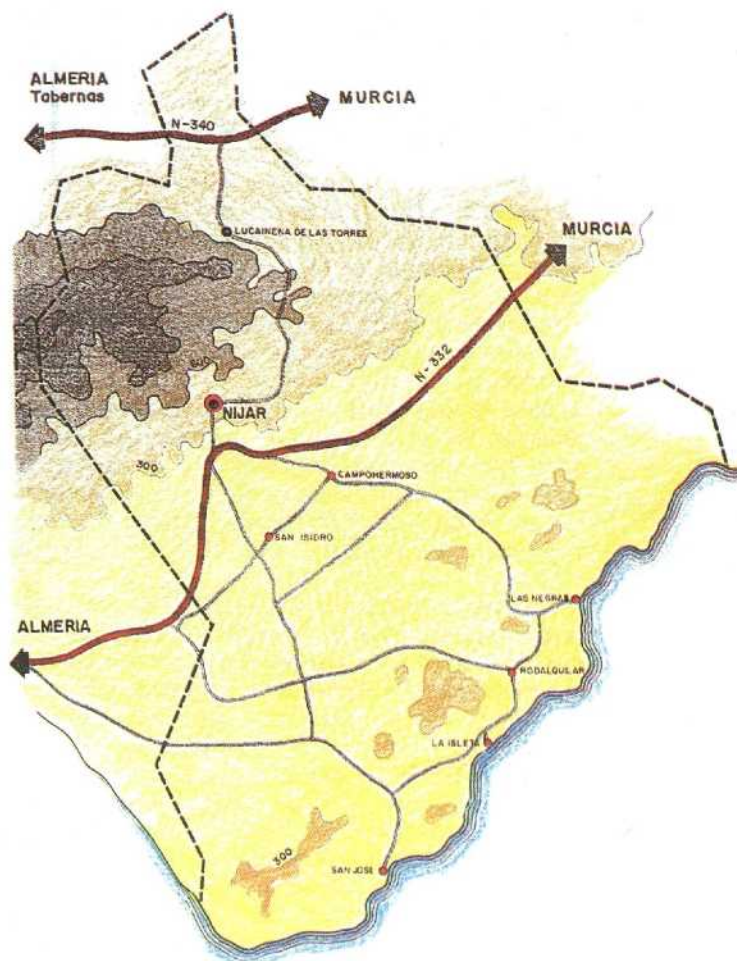 ALMERIA
Tabernas
MURCIA
N-340
LUCAINENA DE LAS TORRES
MURCIA
600
N-332
NIJAR
300
CAMPOHERMOSO
SAN ISIDRO
LAS NEGRAS
ALMERIA
RODALQUILAR
LA ISLETA
300
SAN JOSE